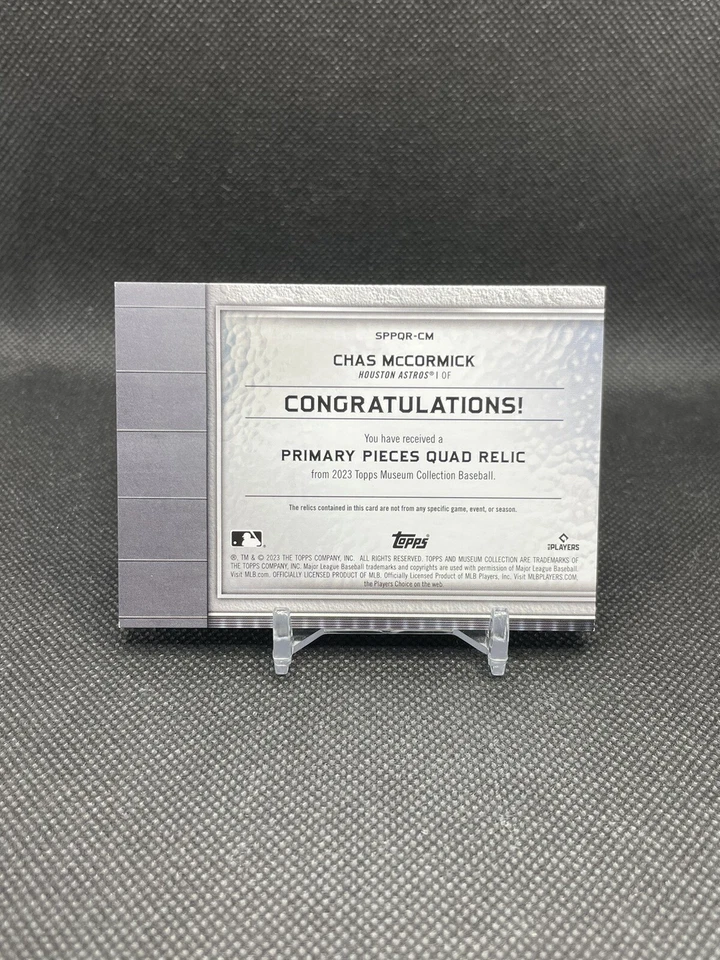 SPPQR-CM
CHAS McCORMICK
HOUSTON ASTROS® | OF
CONGRATULATIONS!
You have received a
PRIMARY PIECES QUAD RELIC
from 2023 Topps Museum Collection Baseball.
The relics contained in this card are not from any specific game, event, or season.
Topps®
PLAYERS
®, TM & © 2023 THE TOPPS COMPANY, INC. ALL RIGHTS RESERVED. TOPPS AND MUSEUM COLLECTION ARE TRADEMARKS OF
THE TOPPS COMPANY, INC. Major League Baseball trademarks and copyrights are used with permission of Major League Baseball.
Visit MLB.com. OFFICIALLY LICENSED PRODUCT OF MLB. Officially Licensed Product of MLB Players, Inc. Visit MLBPLAYERS.COM,
the Players Choice on the web.